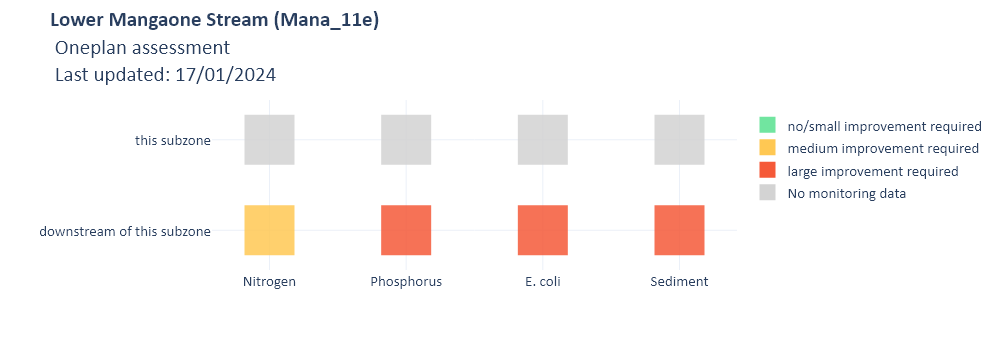 Lower Mangaone Stream (Mana_11e)
Oneplan assessment
Last updated: 17/01/2024
this subzone
downstream of this subzone
Nitrogen
Phosphorus
E. coli
Sediment
no/small improvement required
medium improvement required
large improvement required
No monitoring data